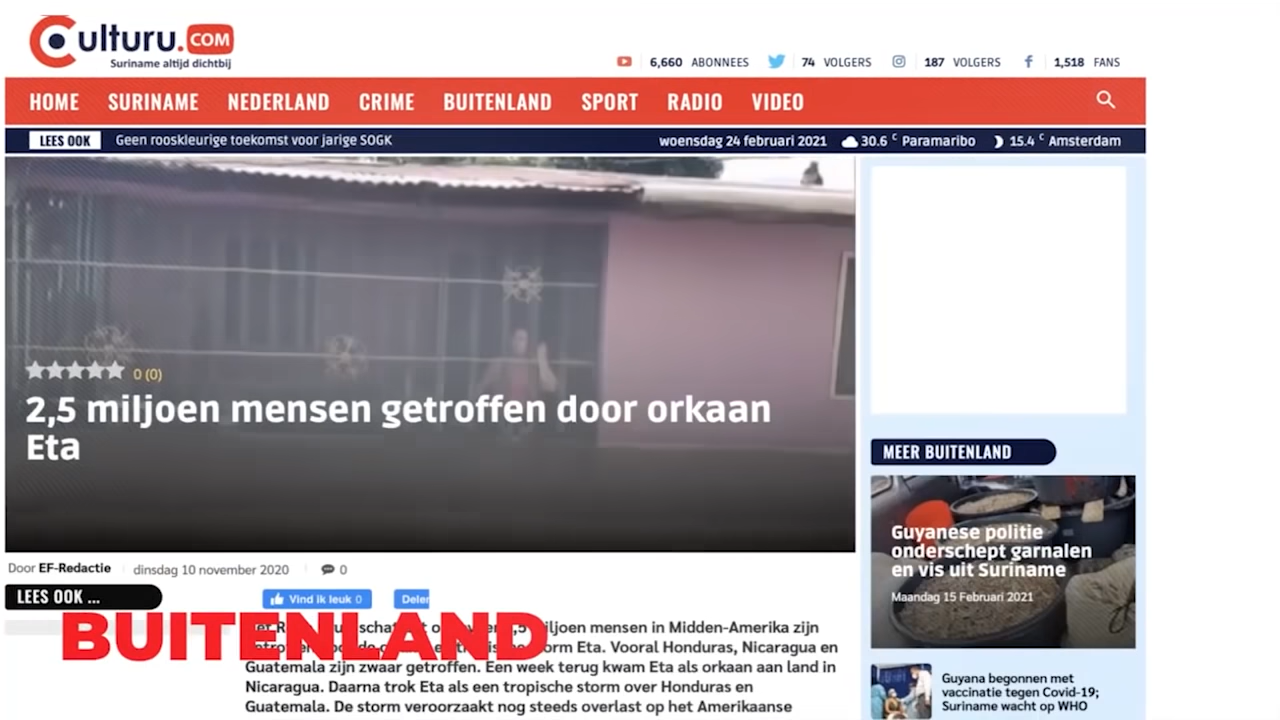 Culturu.COM
Suriname altijd dichtbij
6,660 ABONNEES 74 VOLGERS 187 VOLGERS 1,518 FANS
HOME SURINAME NEDERLAND CRIME BUITENLAND SPORT RADIO VIDEO
LEES OOK Geen rooskleurige toekomst voor jarige SOGK woensdag 24 februari 2021 30.6 C Paramaribo 15.4 C Amsterdam
0 (0)
2,5 miljoen mensen getroffen door orkaan
Eta
MEER BUITENLAND
Guyanese politie
onderschept garnalen
en vis uit Suriname
Maandag 15 Februari 2021
Door EF-Redactie dinsdag 10 november 2020 0
LEES OOK ...
Vind ik leuk 0 Deler
BUITENLAND
miljoen mensen in Midden-Amerika zijn
Eta. Vooral Honduras, Nicaragua en
Guatemala zijn zwaar getroffen. Een week terug kwam Eta als orkaan aan land in
Nicaragua. Daarna trok Eta als een tropische storm over Honduras en
Guatemala. De storm veroorzaakt nog steeds overlast op het Amerikaanse
Guyana begonnen met
vaccinatie tegen Covid-19;
Suriname wacht op WHO